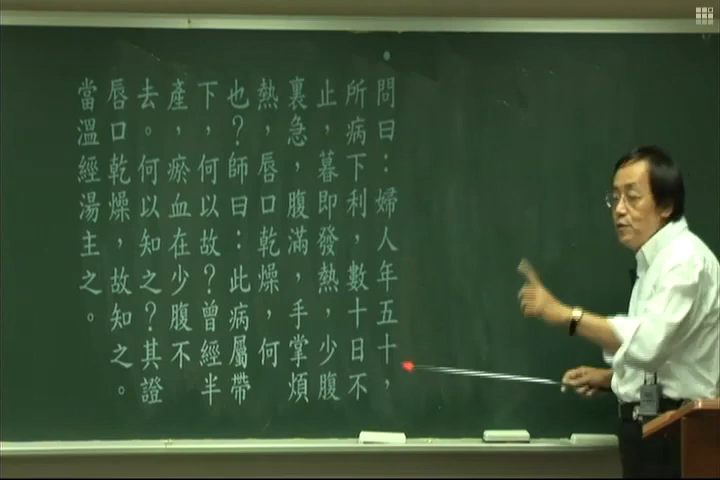 問曰：婦人年五十，
所病下利，數十日不
止，暮即發熱，少腹
裏急，腹滿，手掌煩
熱，唇口乾燥，何
也？師曰：此病屬帶
下，何以故？曾經半
產，瘀血在少腹不
去。何以知之？其證
唇口乾燥，故知之。
當溫經湯主之。